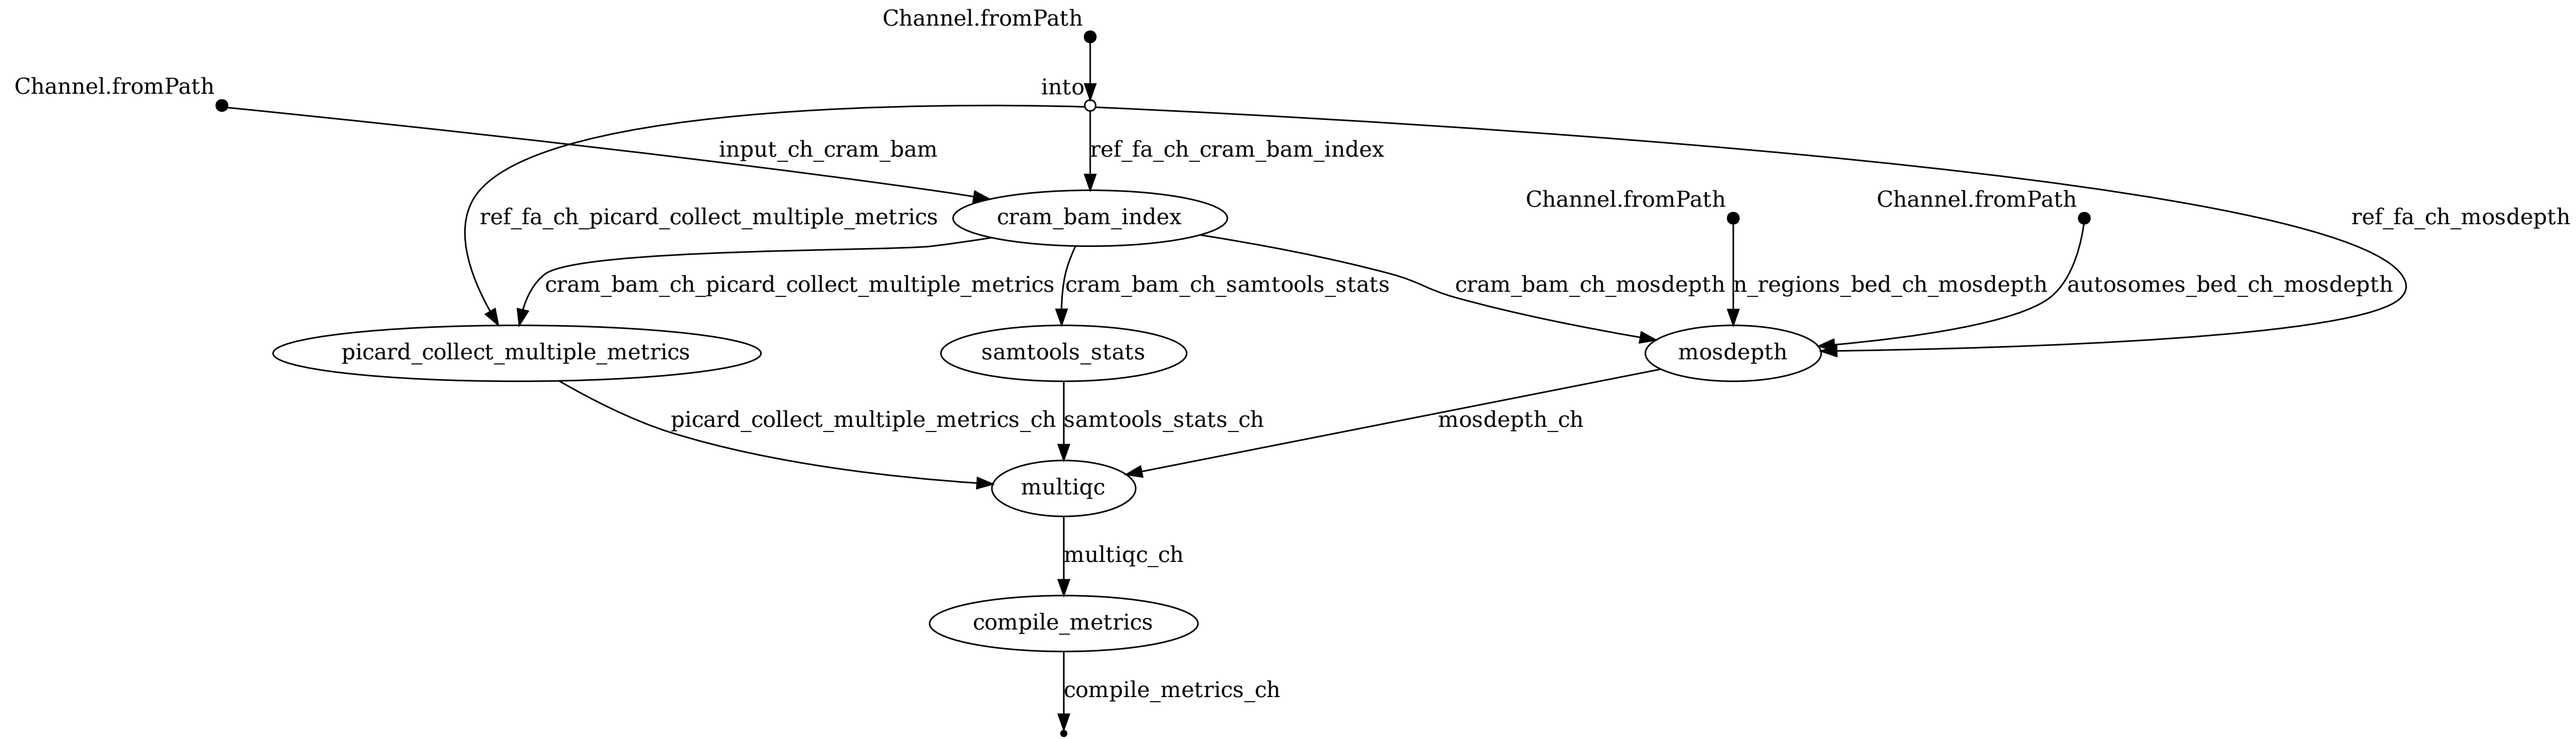 Channel.fromPath
Channel.fromPath
into
input_ch_cram_bam
ref_fa_ch_cram_bam_index
Channel.fromPath
Channel.fromPath
ref_fa_ch_picard_collect_multiple_metrics
cram_bam_index
ref_fa_ch_mosdepth
cram_bam_ch_picard_collect_multiple_metrics
cram_bam_ch_samtools_stats
cram_bam_ch_mosdepth
n_regions_bed_ch_mosdepth
autosomes_bed_ch_mosdepth
picard_collect_multiple_metrics
samtools_stats
mosdepth
picard_collect_multiple_metrics_ch
samtools_stats_ch
mosdepth_ch
multiqc
multiqc_ch
compile_metrics
compile_metrics_ch